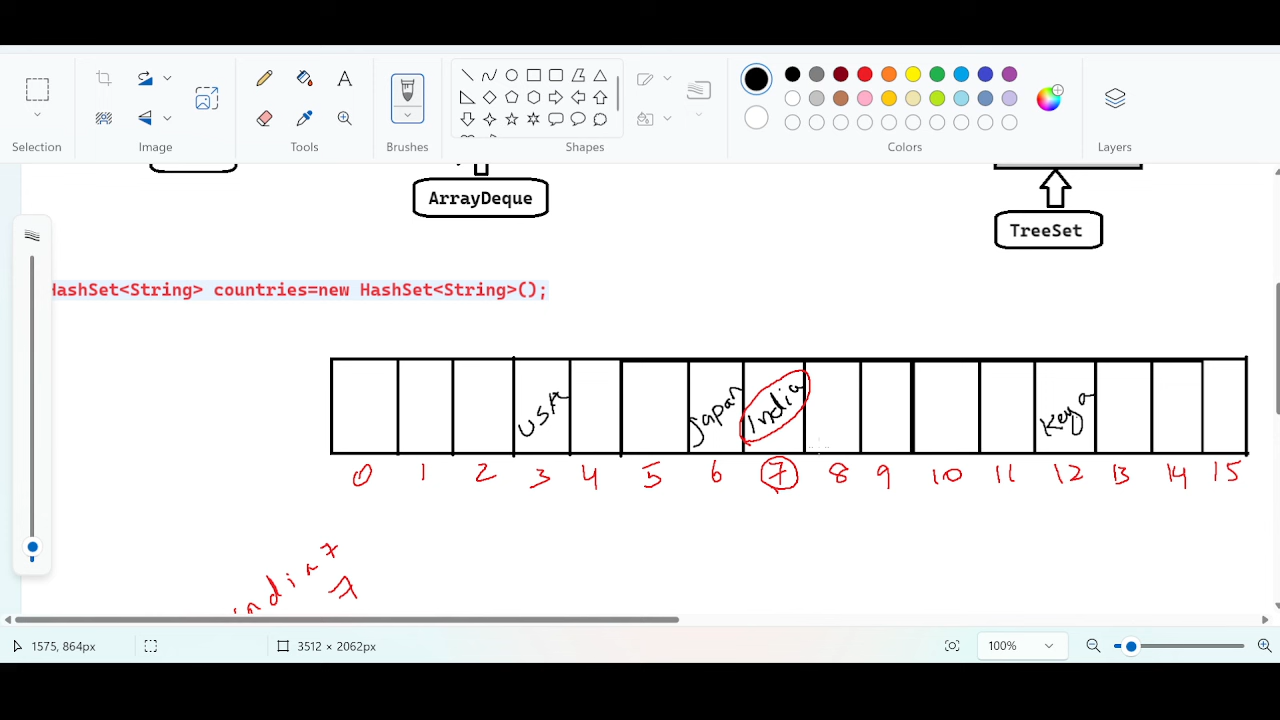 Selection
Image
Tools
Brushes
Shapes
Colors
Layers
ArrayDeque
TreeSet
HashSet<String> countries=new HashSet<String>();
USA
Japan
India
Keya
0 1 2 3 4 5 6 7 8 9 10 11 12 13 14 15
india 7
7
1575, 864px
3512 × 2062px
100%